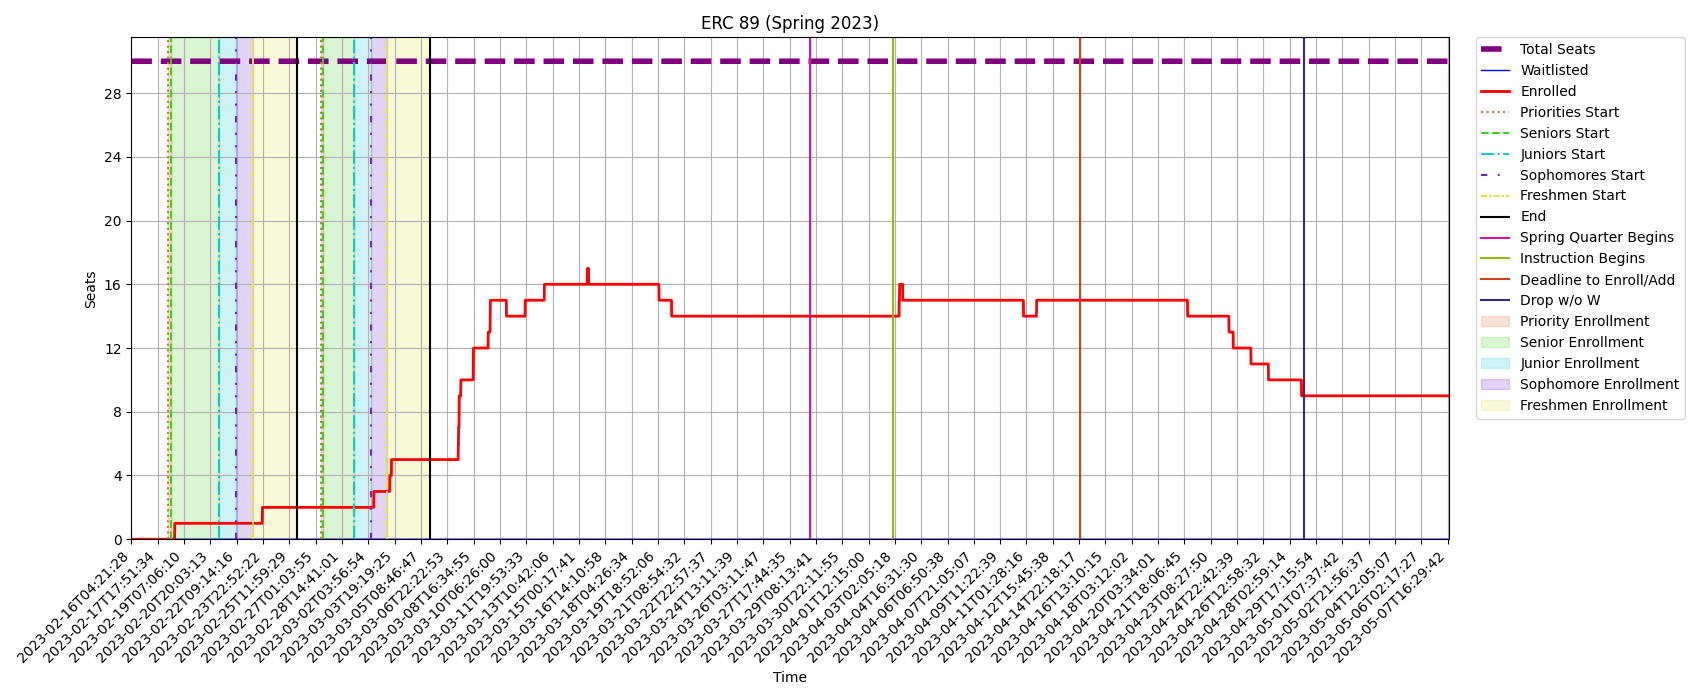 ERC 89 (Spring 2023)
Seats
28
24
20
16
12
8
4
0
2023-02-16T04:21:28
2023-02-17T17:51:34
2023-02-19T07:06:10
2023-02-20T20:03:13
2023-02-22T09:14:16
2023-02-23T22:52:22
2023-02-25T11:59:29
2023-02-27T01:03:55
2023-02-28T14:41:01
2023-03-02T03:56:54
2023-03-03T19:19:25
2023-03-05T08:46:47
2023-03-06T22:22:53
2023-03-08T16:34:55
2023-03-10T06:26:00
2023-03-11T19:53:33
2023-03-13T10:42:06
2023-03-15T00:17:41
2023-03-16T14:10:58
2023-03-18T04:26:34
2023-03-19T18:52:06
2023-03-21T08:54:32
2023-03-22T22:57:37
2023-03-24T13:11:39
2023-03-26T03:11:47
2023-03-27T17:44:35
2023-03-29T08:13:41
2023-03-30T22:11:55
2023-04-01T12:15:00
2023-04-03T02:05:18
2023-04-04T16:31:30
2023-04-06T06:50:38
2023-04-07T21:05:07
2023-04-09T11:22:39
2023-04-11T01:28:16
2023-04-12T15:45:38
2023-04-14T22:18:17
2023-04-16T13:10:15
2023-04-18T03:12:02
2023-04-20T03:34:01
2023-04-21T18:06:45
2023-04-23T08:27:50
2023-04-24T22:42:39
2023-04-26T12:58:32
2023-04-28T02:59:14
2023-04-29T17:15:54
2023-05-01T07:37:42
2023-05-02T21:56:37
2023-05-04T12:05:07
2023-05-06T02:17:27
2023-05-07T16:29:42
Time
Total Seats
Waitlisted
Enrolled
Priorities Start
Seniors Start
Juniors Start
Sophomores Start
Freshmen Start
End
Spring Quarter Begins
Instruction Begins
Deadline to Enroll/Add
Drop w/o W
Priority Enrollment
Senior Enrollment
Junior Enrollment
Sophomore Enrollment
Freshmen Enrollment